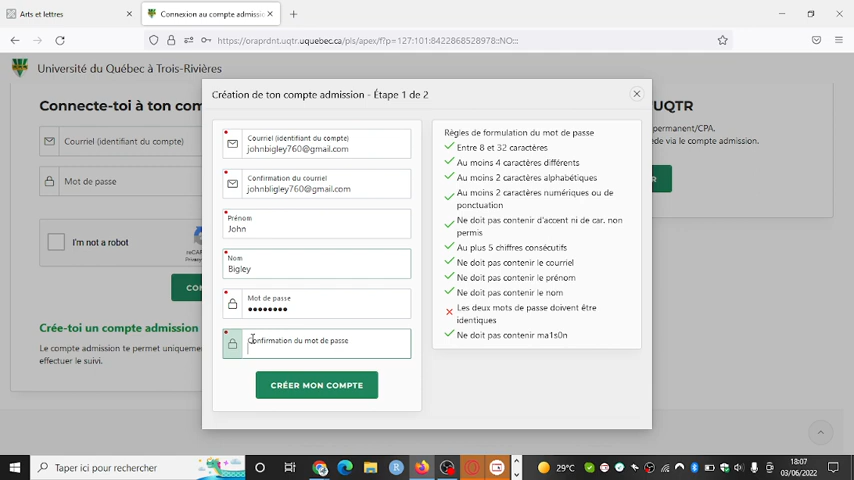 Arts et lettres
Connexion au compte admission
https://oraprdnt.uqtr.uquebec.ca/pls/apex/f?p=127:101:8422868528978::NO:::
Université du Québec à Trois-Rivières
Connecte-toi à ton com
Courriel (identifiant du compte)
Mot de passe
I'm not a robot
reCA
Privacy
CON
Crée-toi un compte admission
Le compte admission te permet uniqueme
effectuer le suivi.
Création de ton compte admission - Étape 1 de 2
Courriel (identifiant du compte)
johnbigley760@gmail.com
Confirmation du courriel
johnbligley760@gmail.com
Prénom
John
Nom
Bigley
Mot de passe
Confirmation du mot de passe
CRÉER MON COMPTE
Règles de formulation du mot de passe
Entre 8 et 32 caractères
Au moins 4 caractères différents
Au moins 2 caractères alphabétiques
Au moins 2 caractères numériques ou de
ponctuation
Ne doit pas contenir d'accent ni de car. non
permis
Au plus 5 chiffres consécutifs
Ne doit pas contenir le courriel
Ne doit pas contenir le prénom
Ne doit pas contenir le nom
Les deux mots de passe doivent être
identiques
Ne doit pas contenir ma1s0n
UQTR
permanent/CPA.
ède via le compte admission.
R
Taper ici pour rechercher
29°C
18:07
03/06/2022